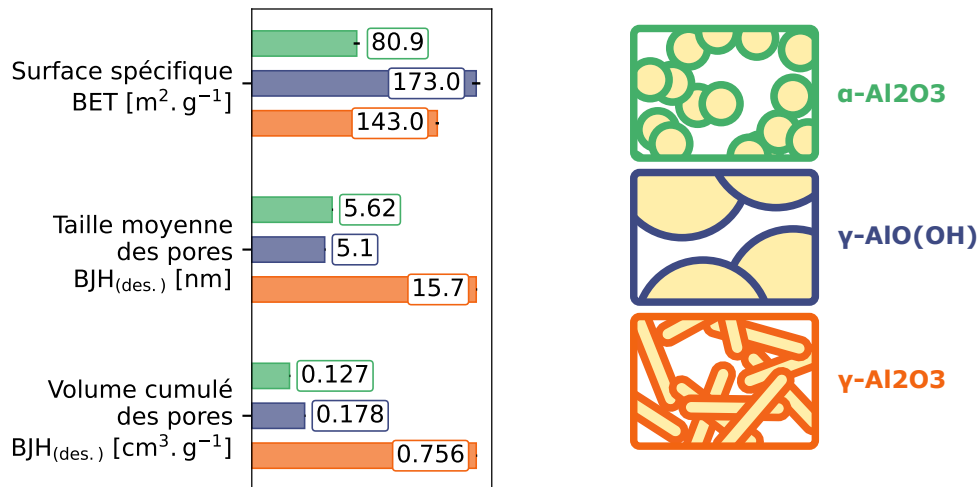 Surface spécifique
BET [m². g⁻¹]
80.9
173.0
143.0
Taille moyenne
des pores
BJH₍des.₎ [nm]
5.62
5.1
15.7
Volume cumulé
des pores
BJH₍des.₎ [cm³. g⁻¹]
0.127
0.178
0.756
α-Al2O3
γ-AlO(OH)
γ-Al2O3